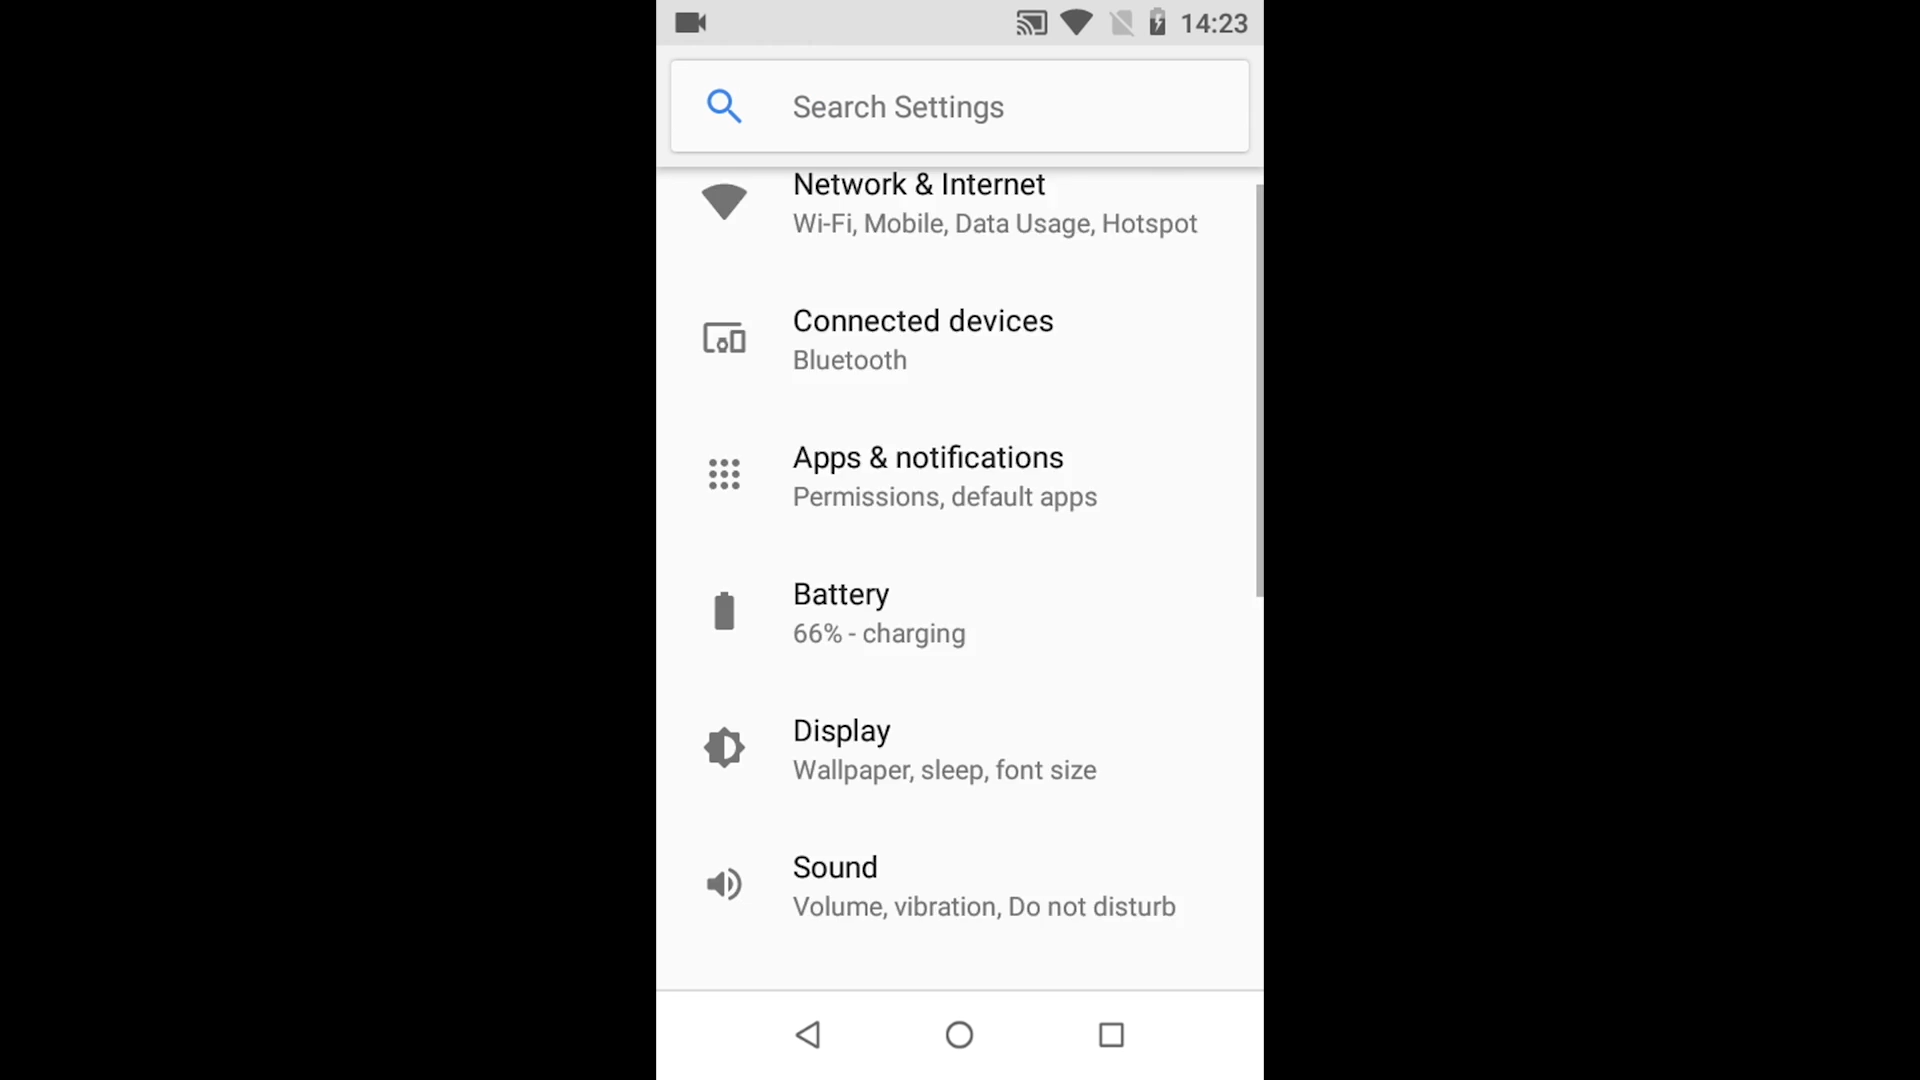 14:23
Search Settings
Network & Internet
Wi-Fi, Mobile, Data Usage, Hotspot
Connected devices
Bluetooth
Apps & notifications
Permissions, default apps
Battery
66% - charging
Display
Wallpaper, sleep, font size
Sound
Volume, vibration, Do not disturb